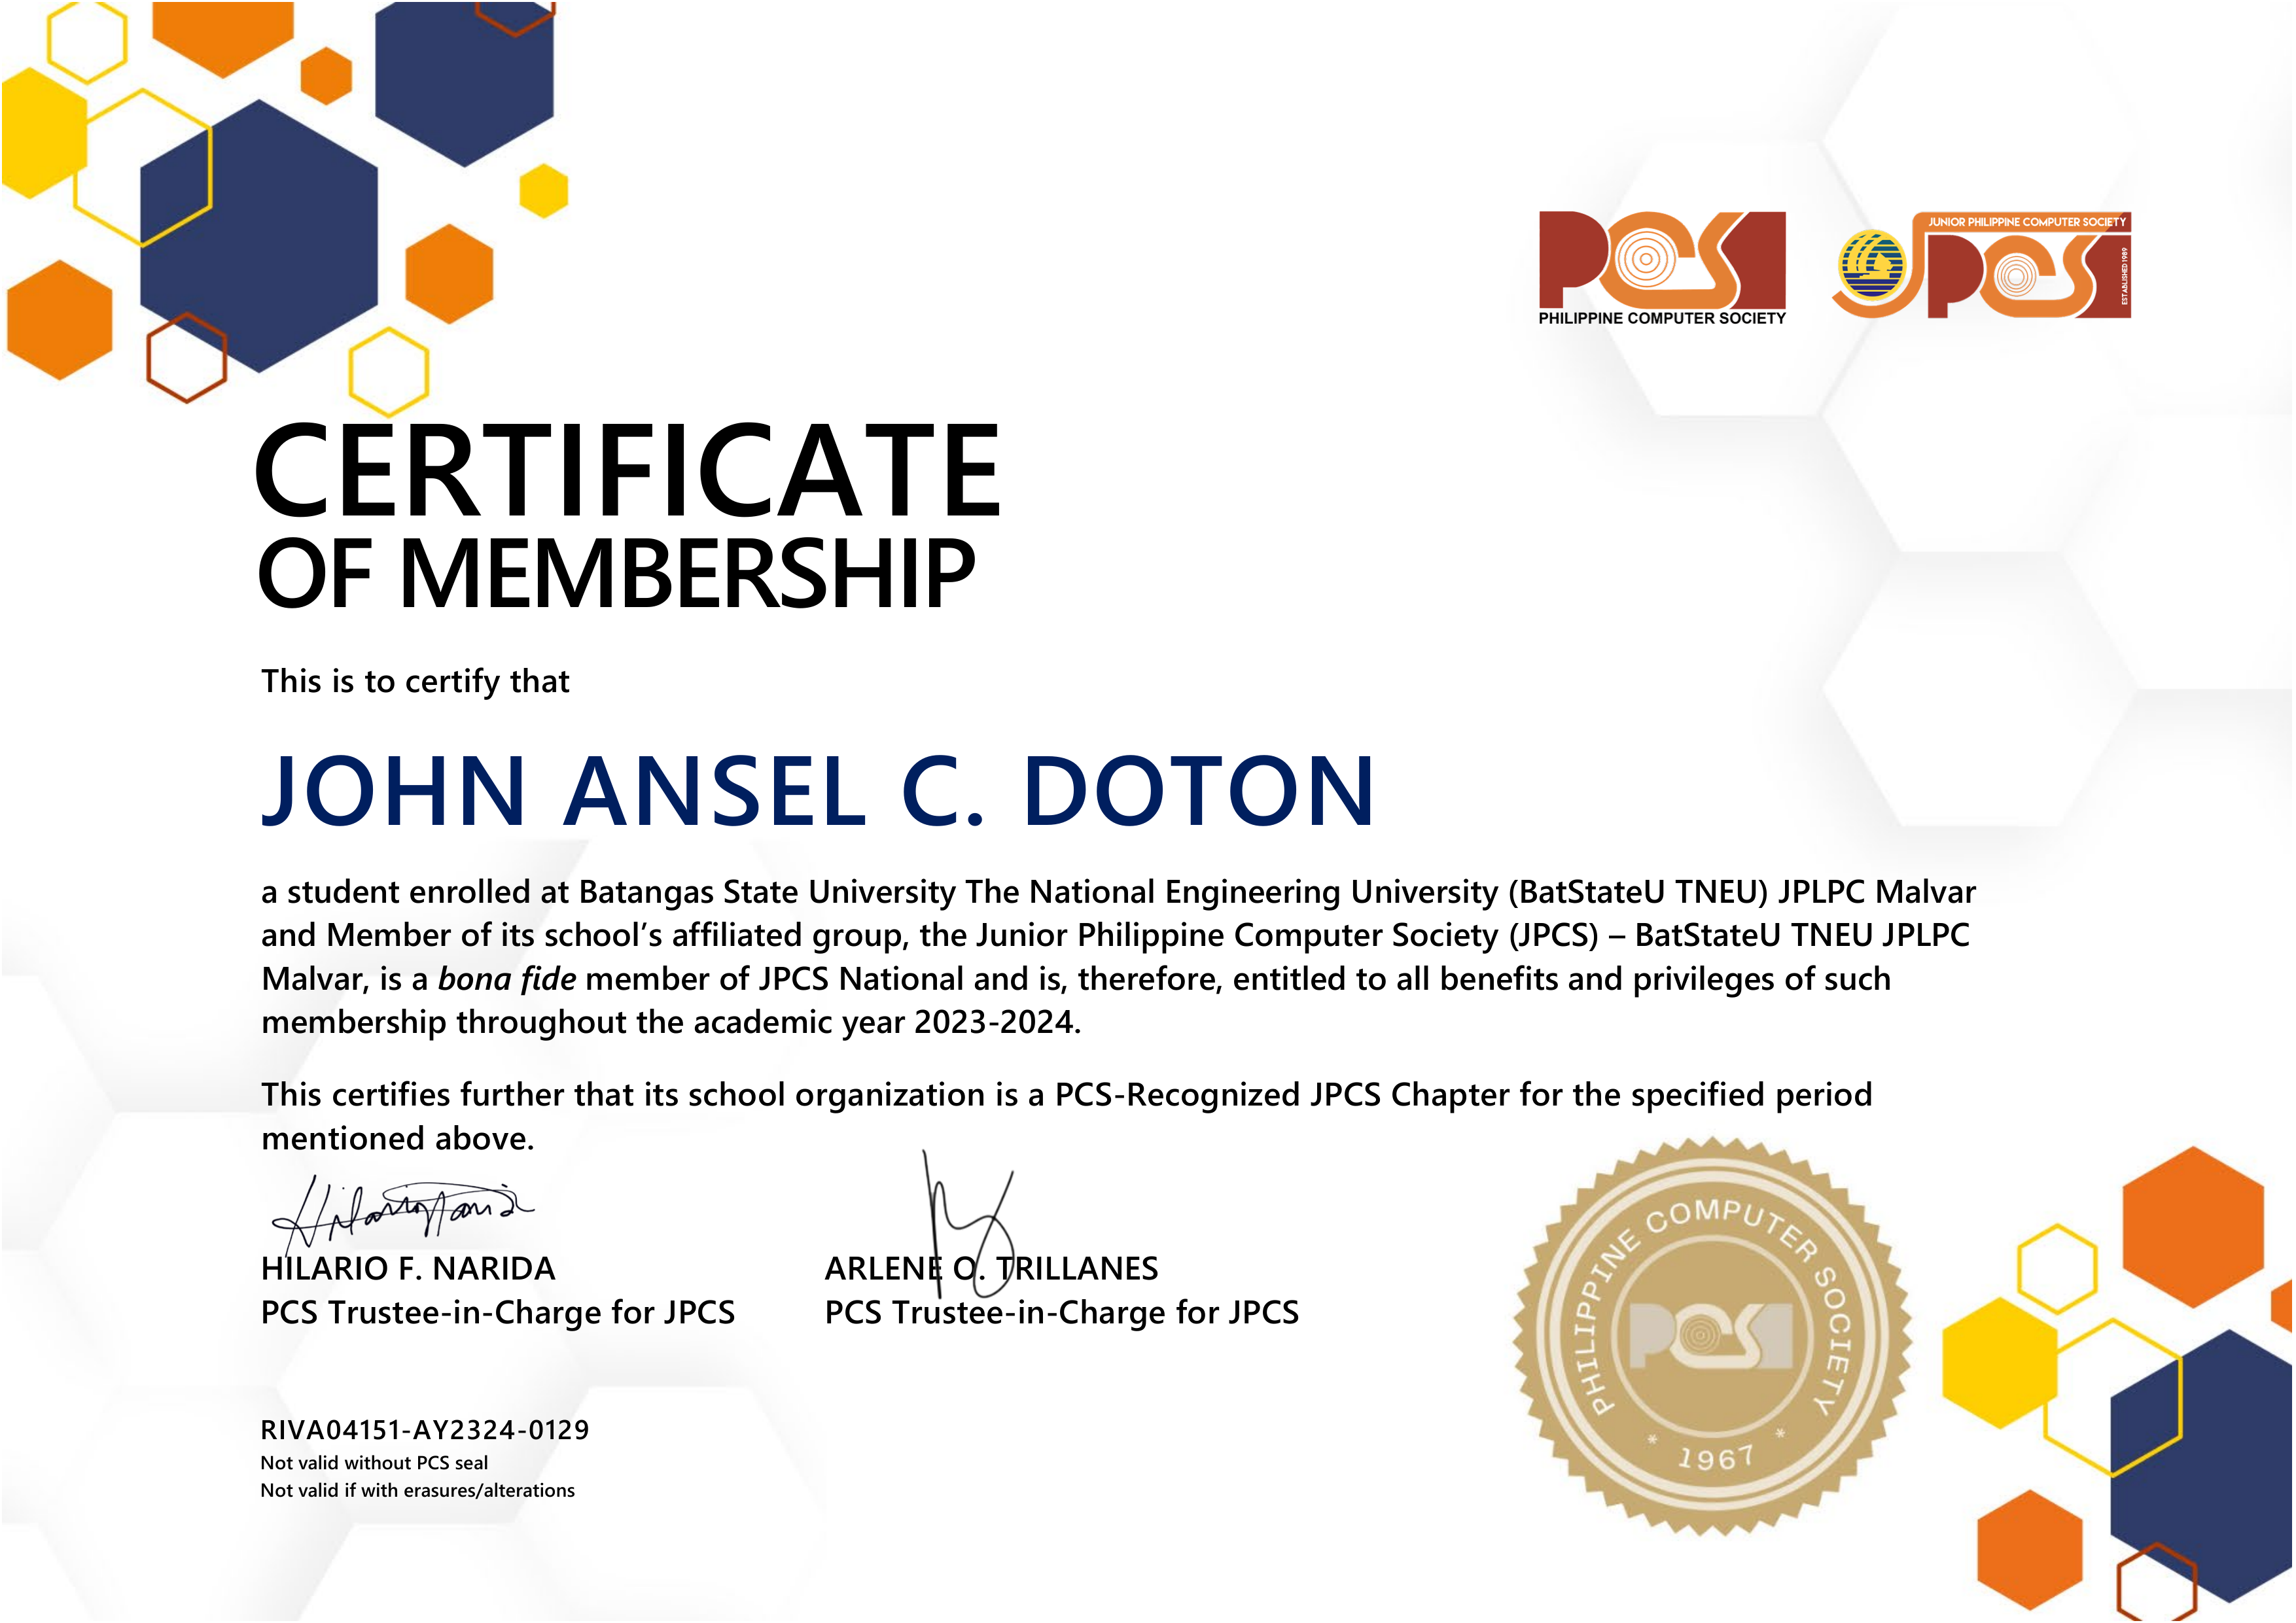 PCS
PHILIPPINE COMPUTER SOCIETY
JUNIOR PHILIPPINE COMPUTER SOCIETY
JPCS
ESTABLISHED 1989
CERTIFICATE
OF MEMBERSHIP
This is to certify that
JOHN ANSEL C. DOTON
a student enrolled at Batangas State University The National Engineering University (BatStateU TNEU) JPLPC Malvar
and Member of its school’s affiliated group, the Junior Philippine Computer Society (JPCS) – BatStateU TNEU JPLPC
Malvar, is a bona fide member of JPCS National and is, therefore, entitled to all benefits and privileges of such
membership throughout the academic year 2023-2024.
This certifies further that its school organization is a PCS-Recognized JPCS Chapter for the specified period
mentioned above.
HILARIO F. NARIDA
PCS Trustee-in-Charge for JPCS
ARLENE O. TRILLANES
PCS Trustee-in-Charge for JPCS
PHILIPPINE COMPUTER SOCIETY
PCS
* 1967 *
RIVA04151-AY2324-0129
Not valid without PCS seal
Not valid if with erasures/alterations